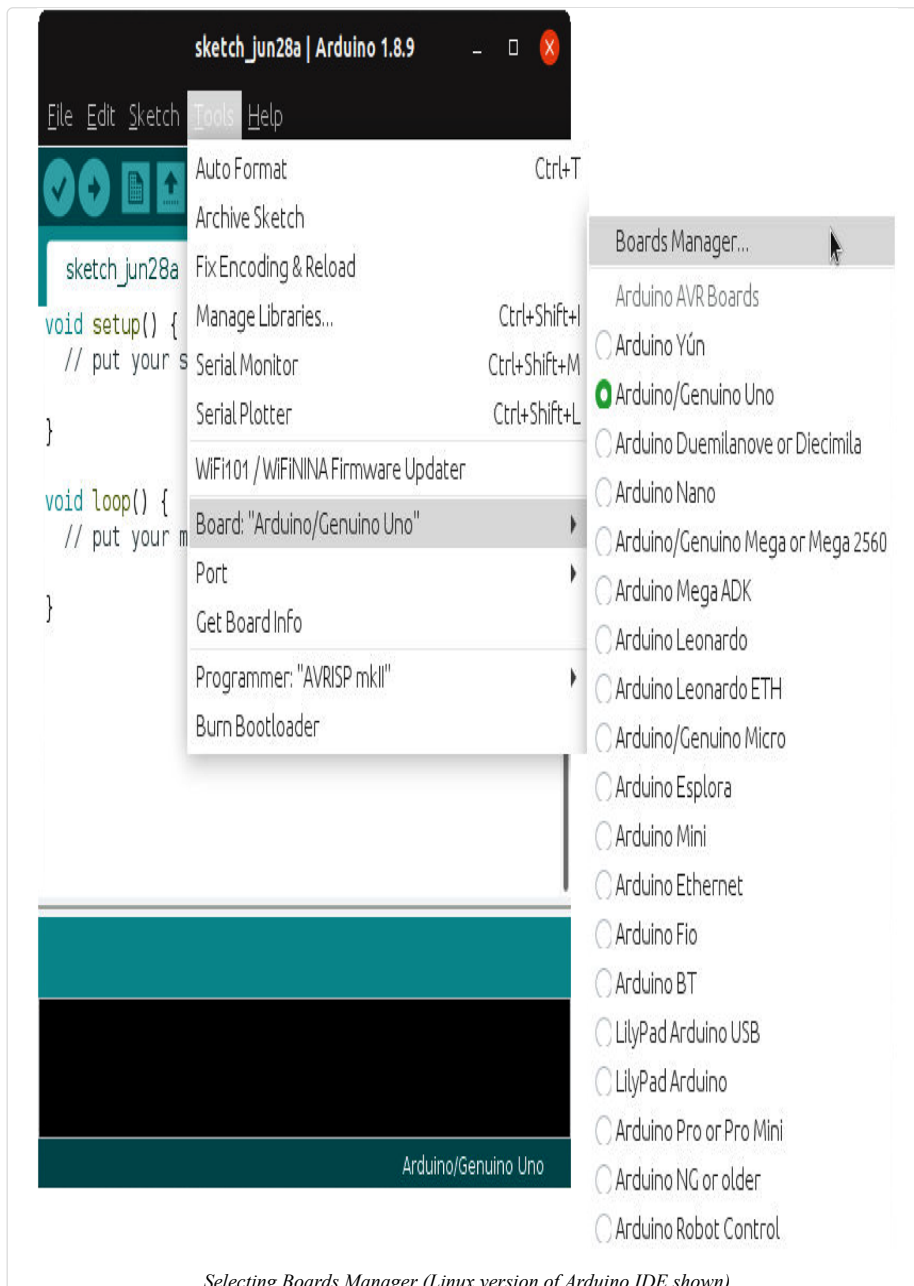 sketch_jun28a | Arduino 1.8.9
File Edit Sketch Tools Help
Auto Format Ctrl+T
Archive Sketch
Fix Encoding & Reload
Manage Libraries... Ctrl+Shift+I
Serial Monitor Ctrl+Shift+M
Serial Plotter Ctrl+Shift+L
WiFi101 / WiFiNINA Firmware Updater
Board: "Arduino/Genuino Uno"
Port
Get Board Info
Programmer: "AVRISP mkII"
Burn Bootloader
sketch_jun28a
void setup() {
// put your s
}
void loop() {
// put your m
}
Boards Manager...
Arduino AVR Boards
Arduino Yún
Arduino/Genuino Uno
Arduino Duemilanove or Diecimila
Arduino Nano
Arduino/Genuino Mega or Mega 2560
Arduino Mega ADK
Arduino Leonardo
Arduino Leonardo ETH
Arduino/Genuino Micro
Arduino Esplora
Arduino Mini
Arduino Ethernet
Arduino Fio
Arduino BT
LilyPad Arduino USB
LilyPad Arduino
Arduino Pro or Pro Mini
Arduino NG or older
Arduino Robot Control
Arduino/Genuino Uno
Selecting Boards Manager (Linux version of Arduino IDE shown)